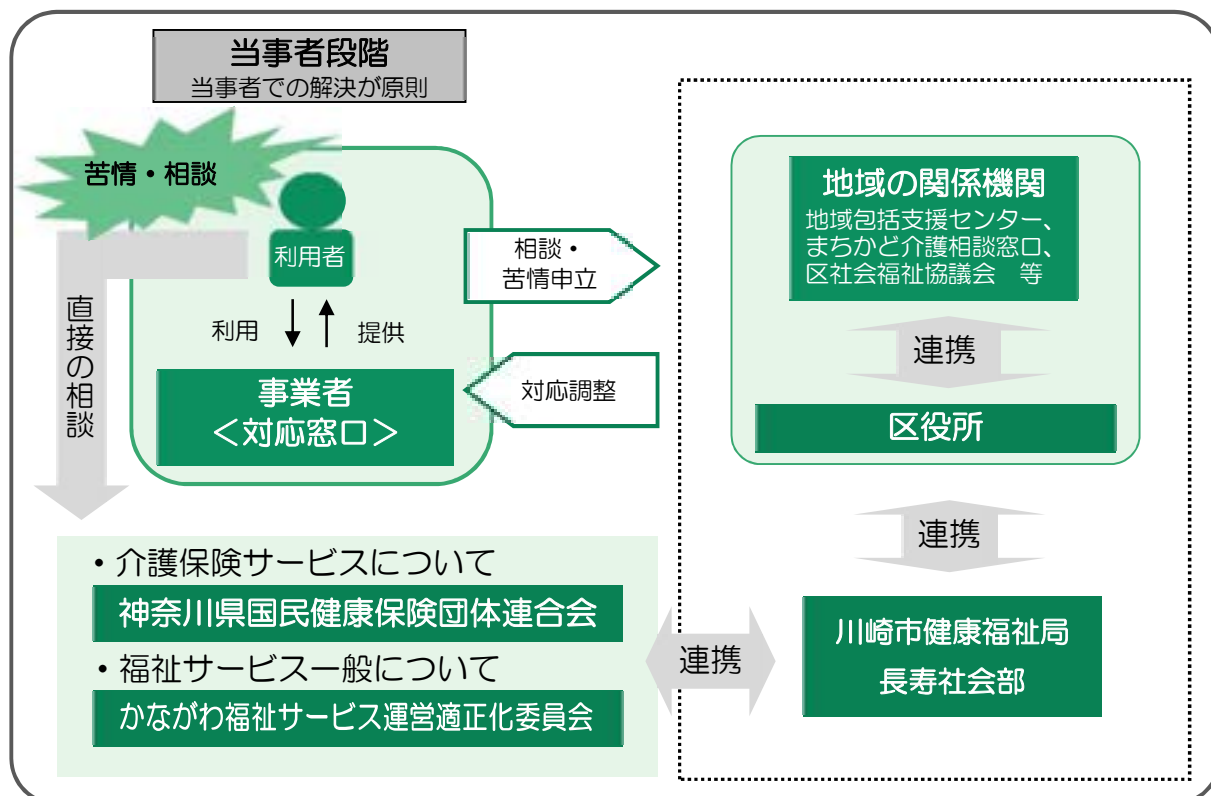 当事者段階
当事者での解決が原則
苦情・相談
利用者
利用
提供
事業者
＜対応窓口＞
直接の相談
相談・
苦情申立
対応調整
地域の関係機関
地域包括支援センター、
まちかど介護相談窓口、
区社会福祉協議会　等
連携
区役所
連携
川崎市健康福祉局
長寿社会部
連携
・介護保険サービスについて
神奈川県国民健康保険団体連合会
・福祉サービス一般について
かながわ福祉サービス運営適正化委員会